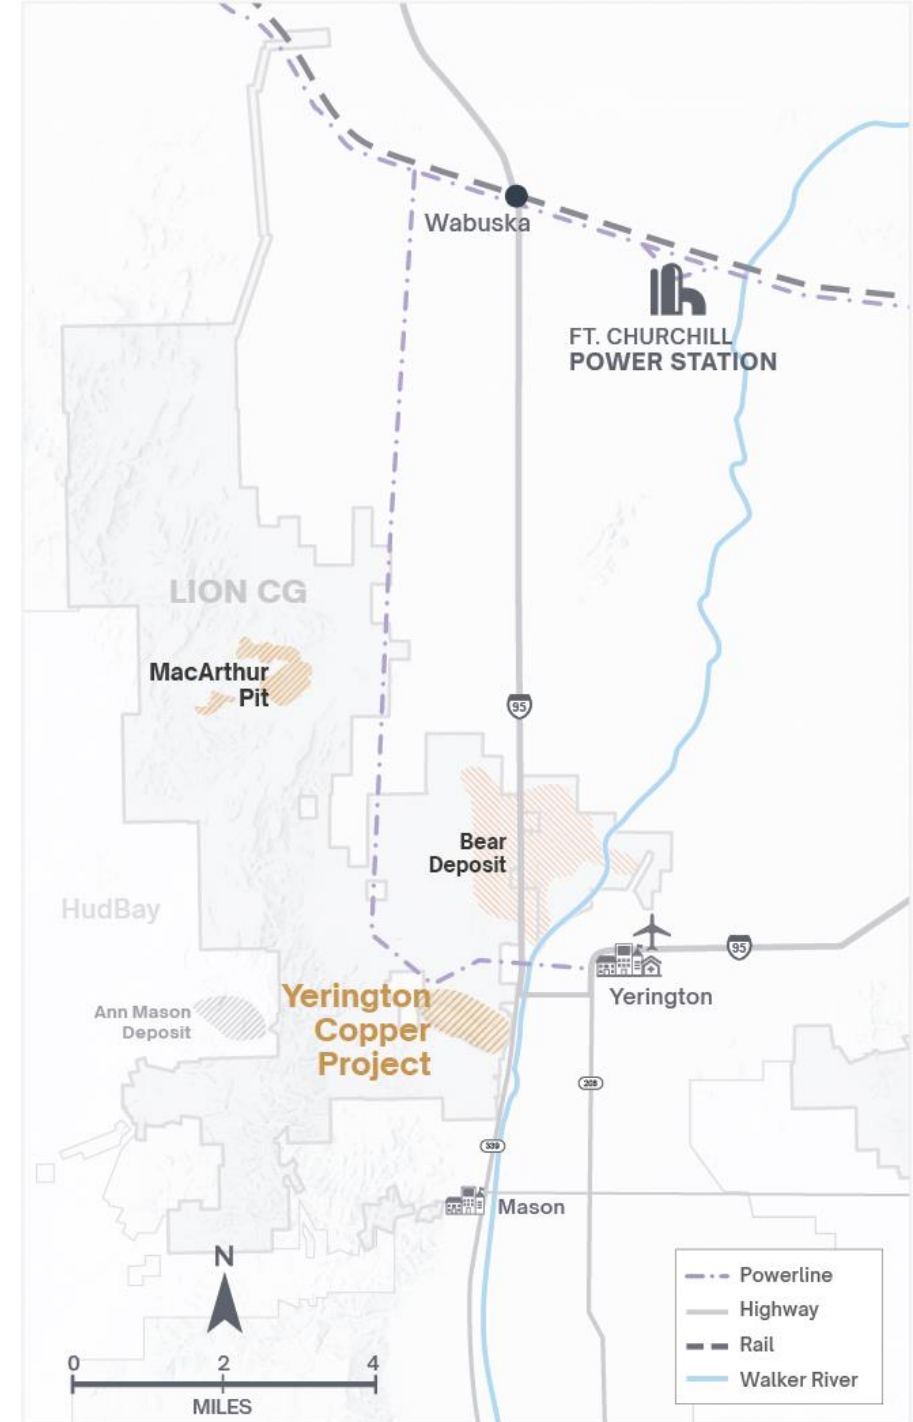 Wabuska
FT. CHURCHILL
POWER STATION
LION CG
MacArthur
Pit
95
Bear
Deposit
HudBay
95
Yerington
Yerington
Copper
Project
Ann Mason
Deposit
208
339
Mason
N
0 2 4
MILES
Powerline
Highway
Rail
Walker River